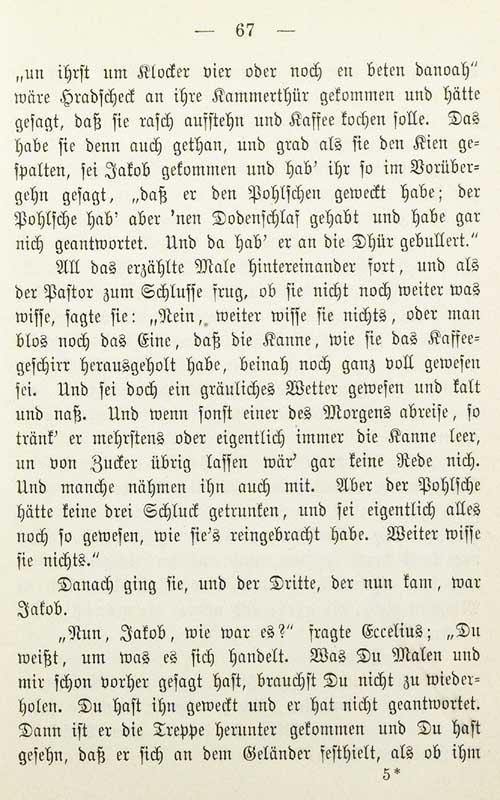 — 67 —
„un ihrst um Klocker vier oder noch en beten danoah“
wäre Hradscheck an ihre Kammerthür gekommen und hätte
gesagt, daß sie rasch aufstehn und Kaffee kochen solle. Das
habe sie denn auch gethan, und grad als sie den Kien ge-
spalten, sei Jakob gekommen und hab' ihr so im Vorüber-
gehn gesagt, „daß er den Pohlschen geweckt habe; der
Pohlsche hab' aber 'nen Dodenschlaf gehabt und habe gar
nich geantwortet. Und da hab' er an die Dhür gebullert.“
All das erzählte Male hintereinander fort, und als
der Pastor zum Schlusse frug, ob sie nicht noch weiter was
wisse, sagte sie: „Nein, weiter wisse sie nichts, oder man
blos noch das Eine, daß die Kanne, wie sie das Kaffee-
geschirr herausgeholt habe, beinah noch ganz voll gewesen
sei. Und sei doch ein gräuliches Wetter gewesen und kalt
und naß. Und wenn sonst einer des Morgens abreise, so
tränk' er mehrstens oder eigentlich immer die Kanne leer,
un von Zucker übrig lassen wär' gar keine Rede nich.
Und manche nähmen ihn auch mit. Aber der Pohlsche
hätte keine drei Schluck getrunken, und sei eigentlich alles
noch so gewesen, wie sie's reingebracht habe. Weiter wisse
sie nichts.“
Danach ging sie, und der Dritte, der nun kam, war
Jakob.
„Nun, Jakob, wie war es?“ fragte Eccelius; „Du
weißt, um was es sich handelt. Was Du Malen und
mir schon vorher gesagt hast, brauchst Du nicht zu wieder-
holen. Du hast ihn geweckt und er hat nicht geantwortet.
Dann ist er die Treppe herunter gekommen und Du hast
gesehn, daß er sich an dem Geländer festhielt, als ob ihm
5*